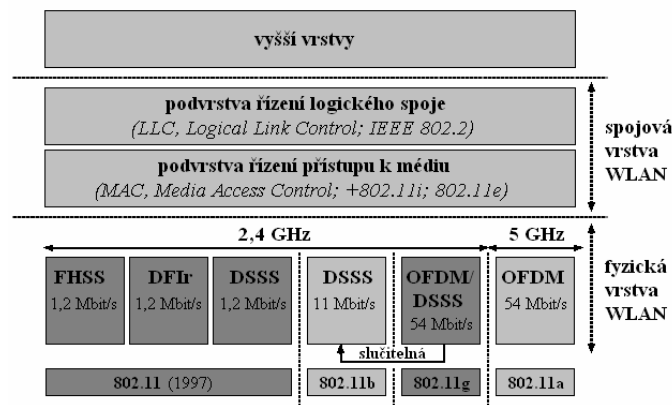 vyšší vrstvy
podvrstva řízení logického spoje
(LLC, Logical Link Control; IEEE 802.2)
podvrstva řízení přístupu k médiu
(MAC, Media Access Control; +802.11i; 802.11e)
spojová
vrstva
WLAN
2,4 GHz
5 GHz
FHSS
1,2 Mbit/s
DFIr
1,2 Mbit/s
DSSS
1,2 Mbit/s
DSSS
11 Mbit/s
OFDM/
DSSS
54 Mbit/s
OFDM
54 Mbit/s
fyzická
vrstva
WLAN
slučitelná
802.11 (1997)
802.11b
802.11g
802.11a